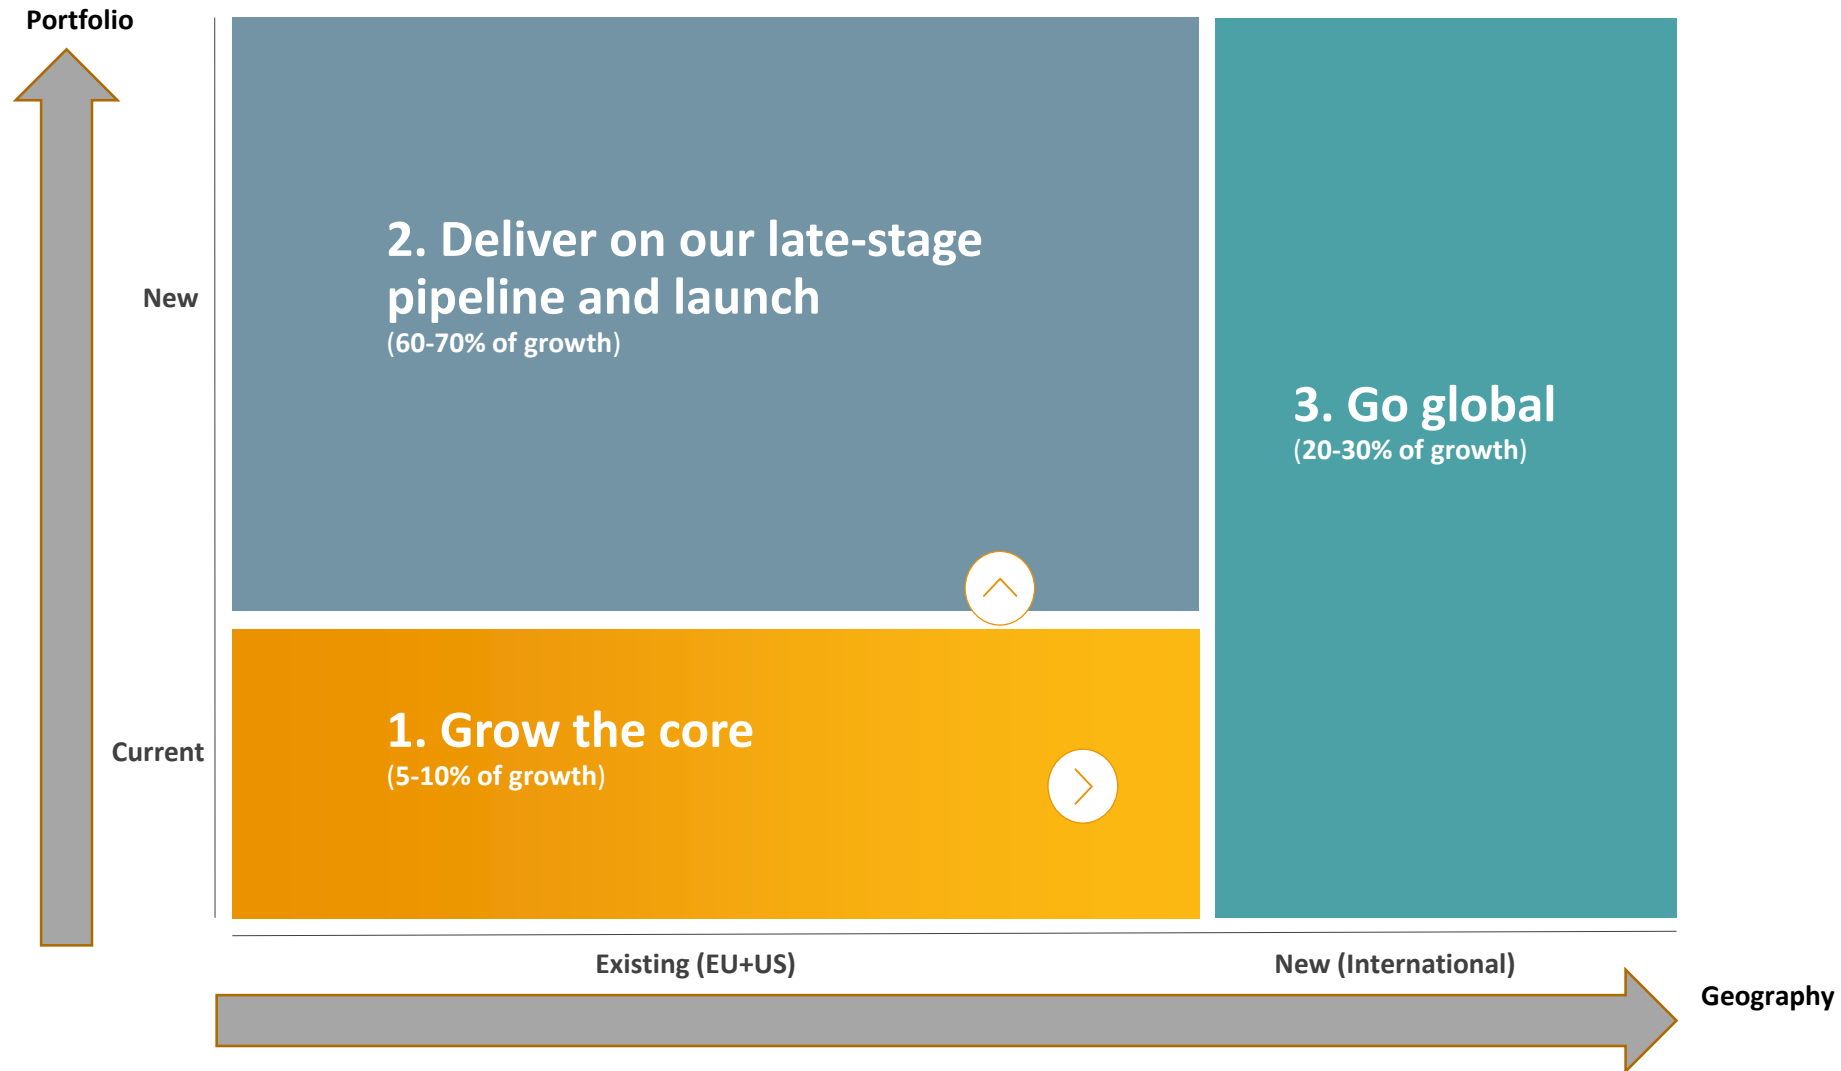 Portfolio
New
Current
2. Deliver on our late-stage
pipeline and launch
(60-70% of growth)
1. Grow the core
(5-10% of growth)
3. Go global
(20-30% of growth)
Existing (EU+US)
New (International)
Geography